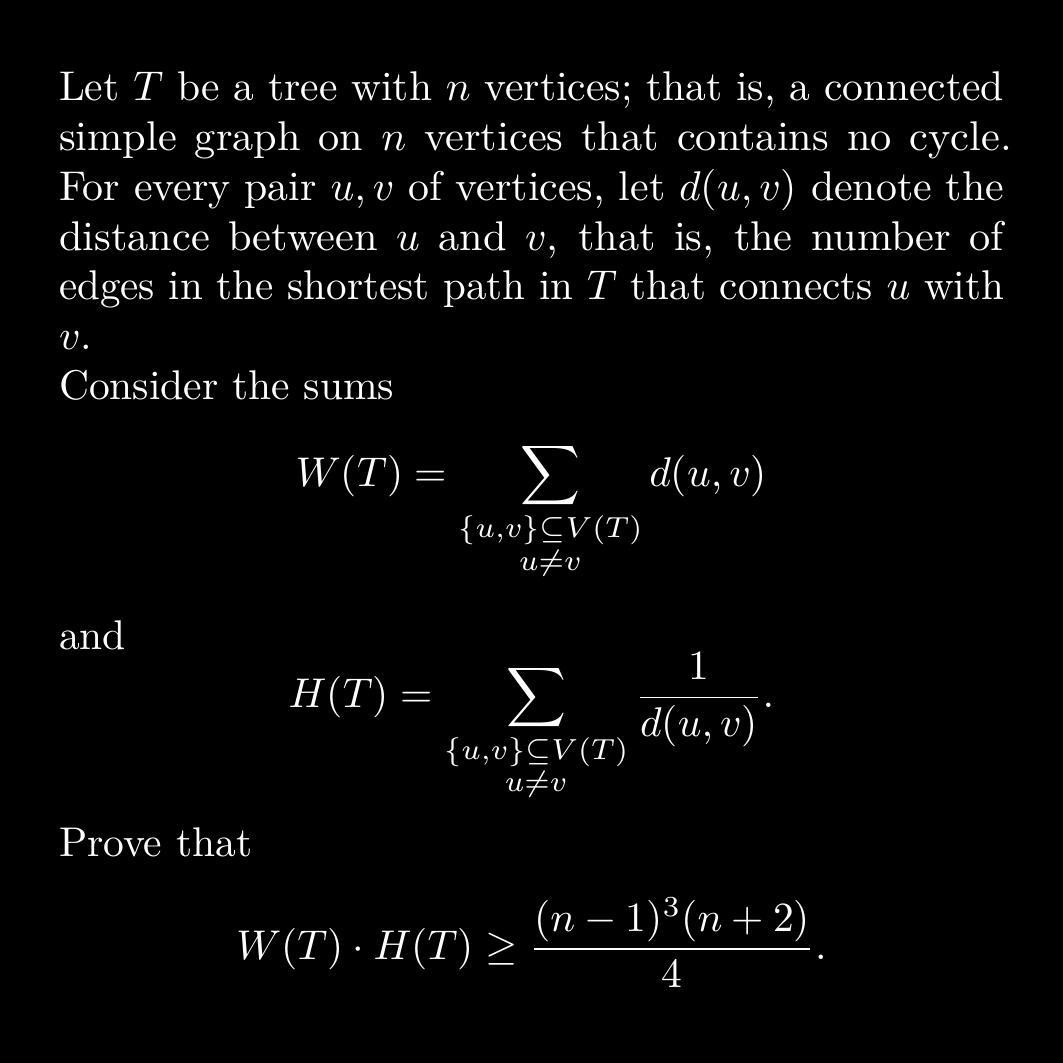 Let T be a tree with n vertices; that is, a connected
simple graph on n vertices that contains no cycle.
For every pair u, v of vertices, let d(u, v) denote the
distance between u and v, that is, the number of
edges in the shortest path in T that connects u with
v.
Consider the sums
W(T) = \sum_{\substack{\{u,v\} \subseteq V(T) \\ u \neq v}} d(u, v)
and
H(T) = \sum_{\substack{\{u,v\} \subseteq V(T) \\ u \neq v}} \frac{1}{d(u, v)}.
Prove that
W(T) \cdot H(T) \geq \frac{(n-1)^3(n+2)}{4}.